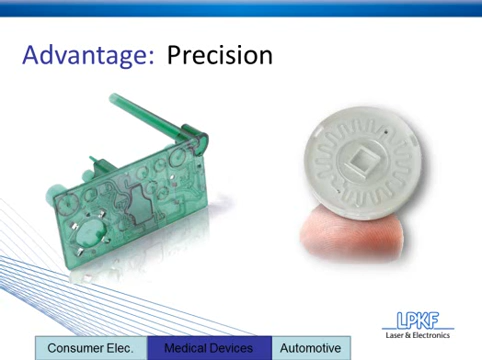 Advantage: Precision
LPKF
Laser & Electronics
Consumer Elec.
Medical Devices
Automotive